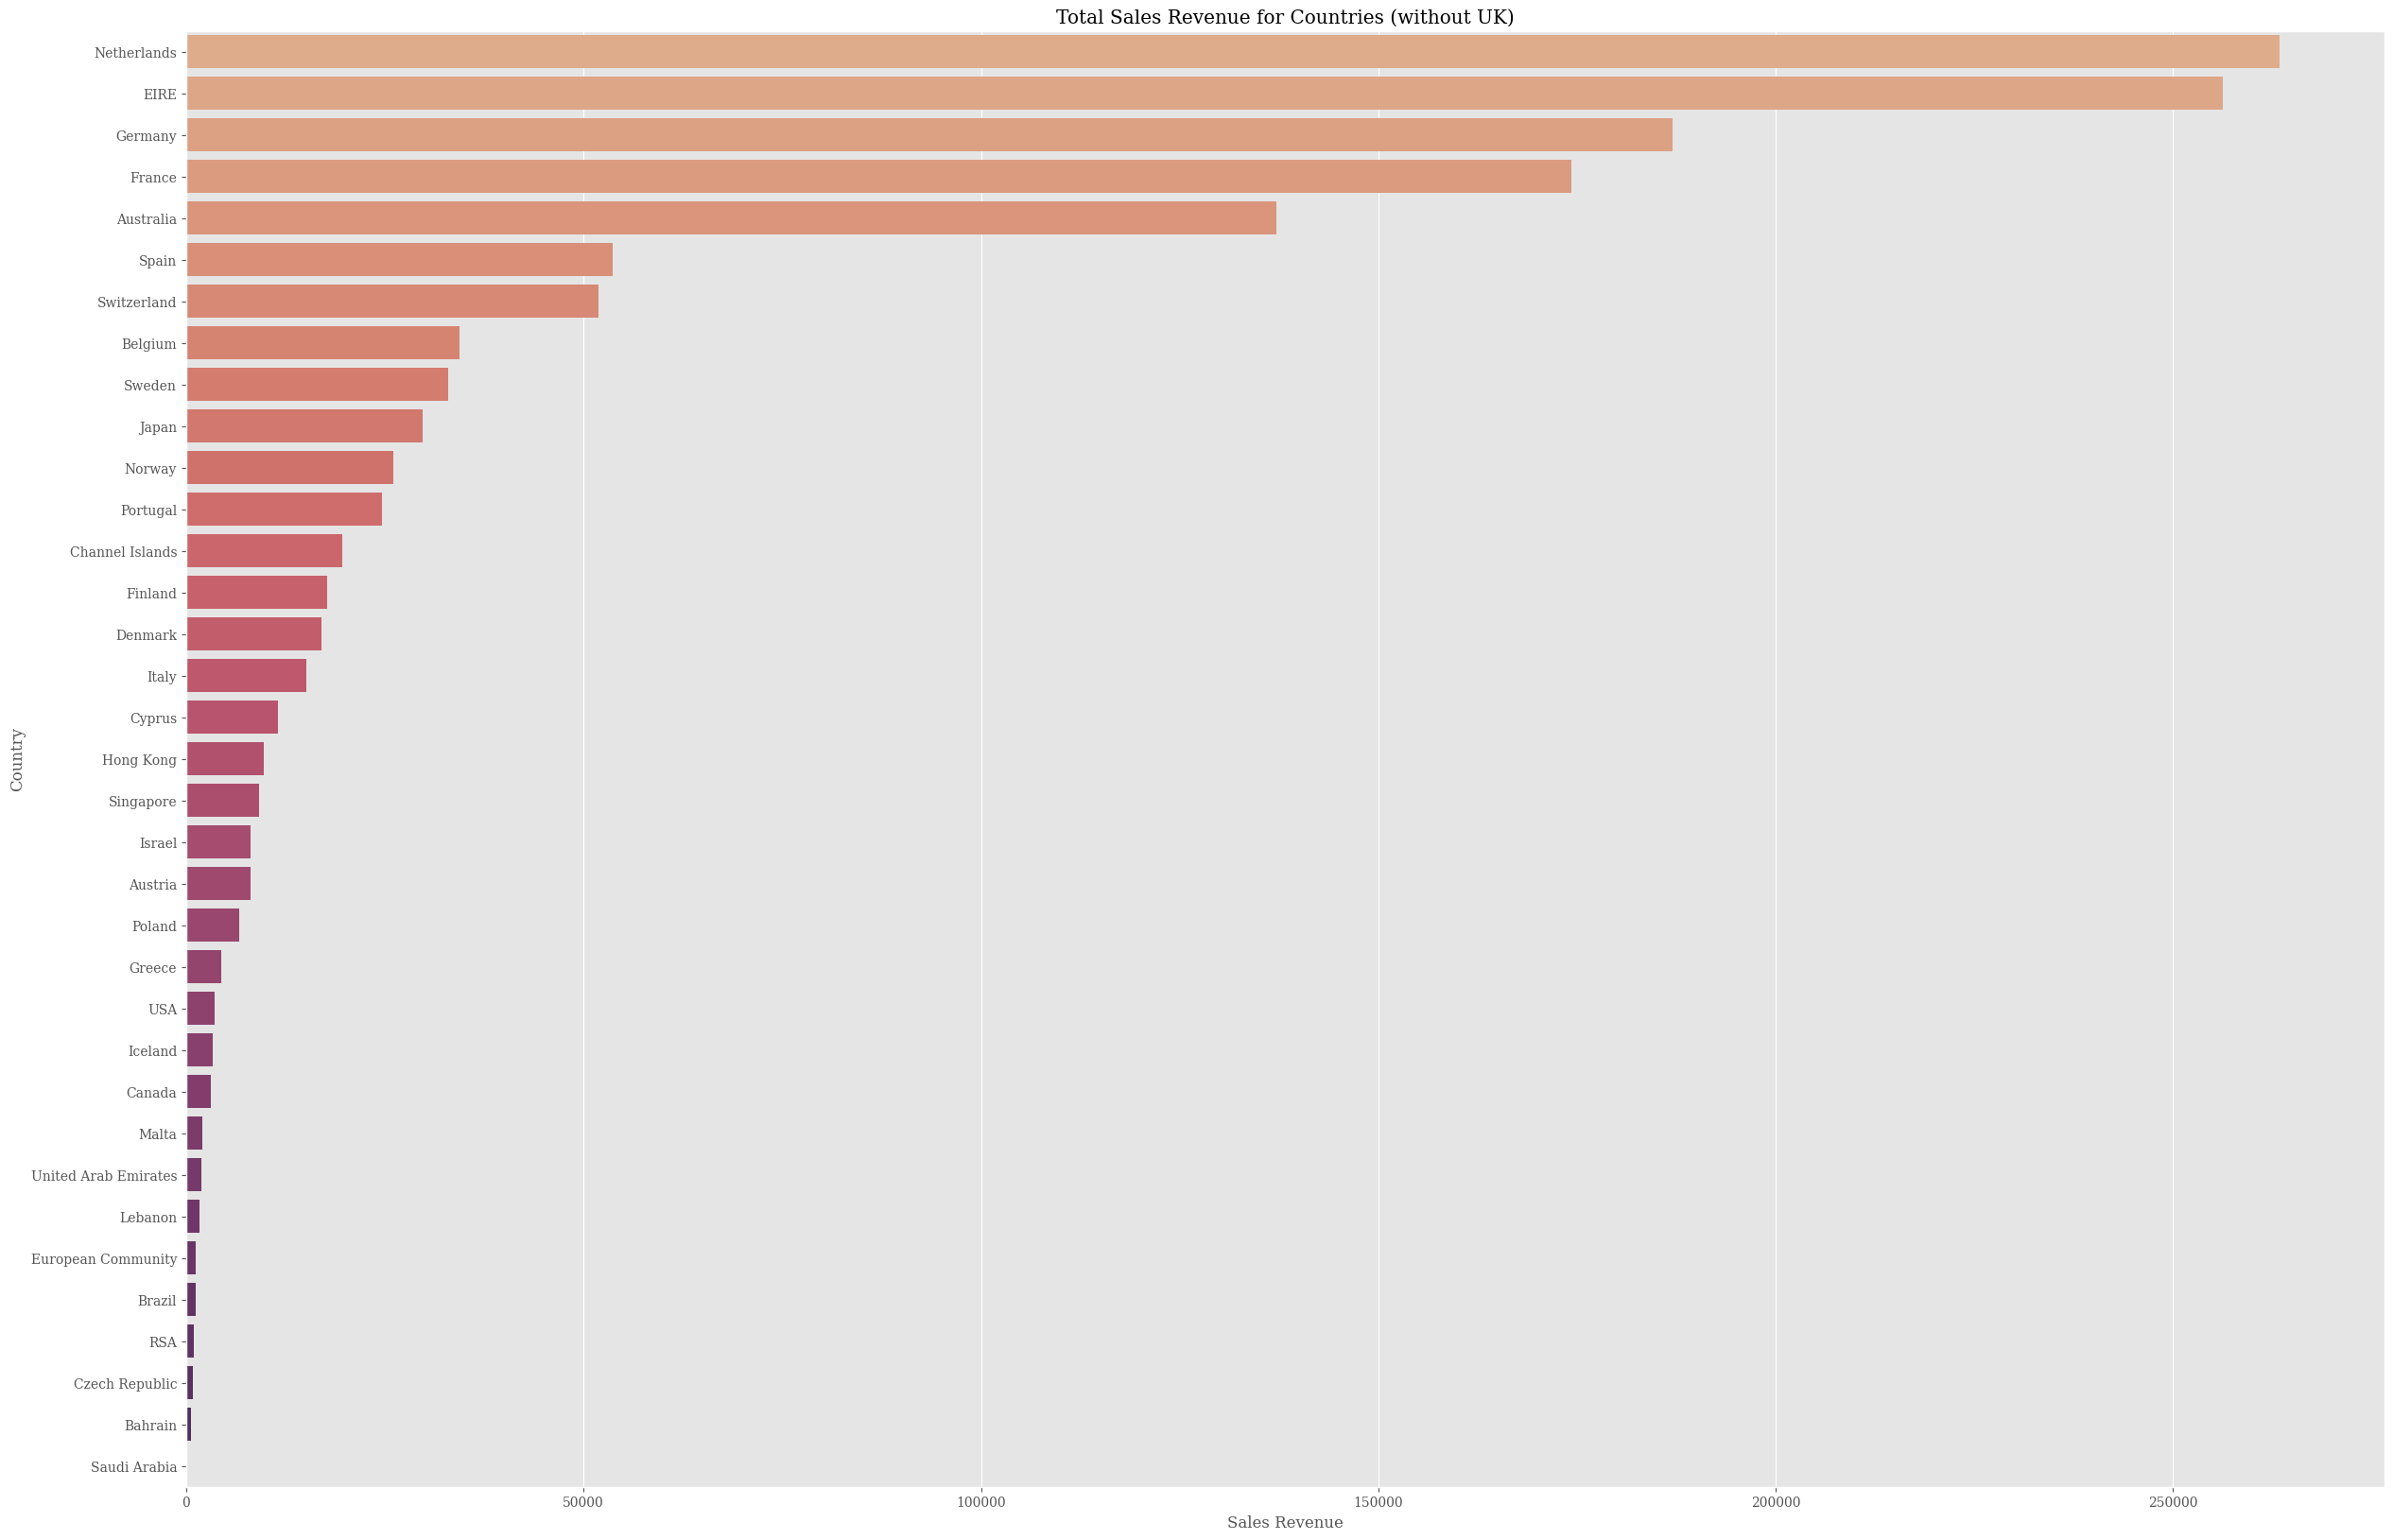 Total Sales Revenue for Countries (without UK)
Netherlands
EIRE
Germany
France
Australia
Spain
Switzerland
Belgium
Sweden
Japan
Norway
Portugal
Channel Islands
Finland
Denmark
Italy
Cyprus
Hong Kong
Singapore
Israel
Austria
Poland
Greece
USA
Iceland
Canada
Malta
United Arab Emirates
Lebanon
European Community
Brazil
RSA
Czech Republic
Bahrain
Saudi Arabia
Country
0 50000 100000 150000 200000 250000
Sales Revenue